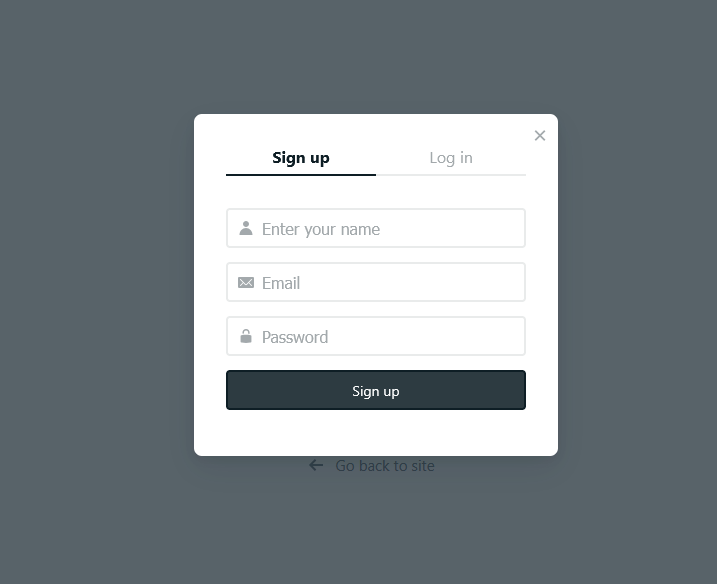 Sign up
Log in
Enter your name
Email
Password
Sign up
Go back to site